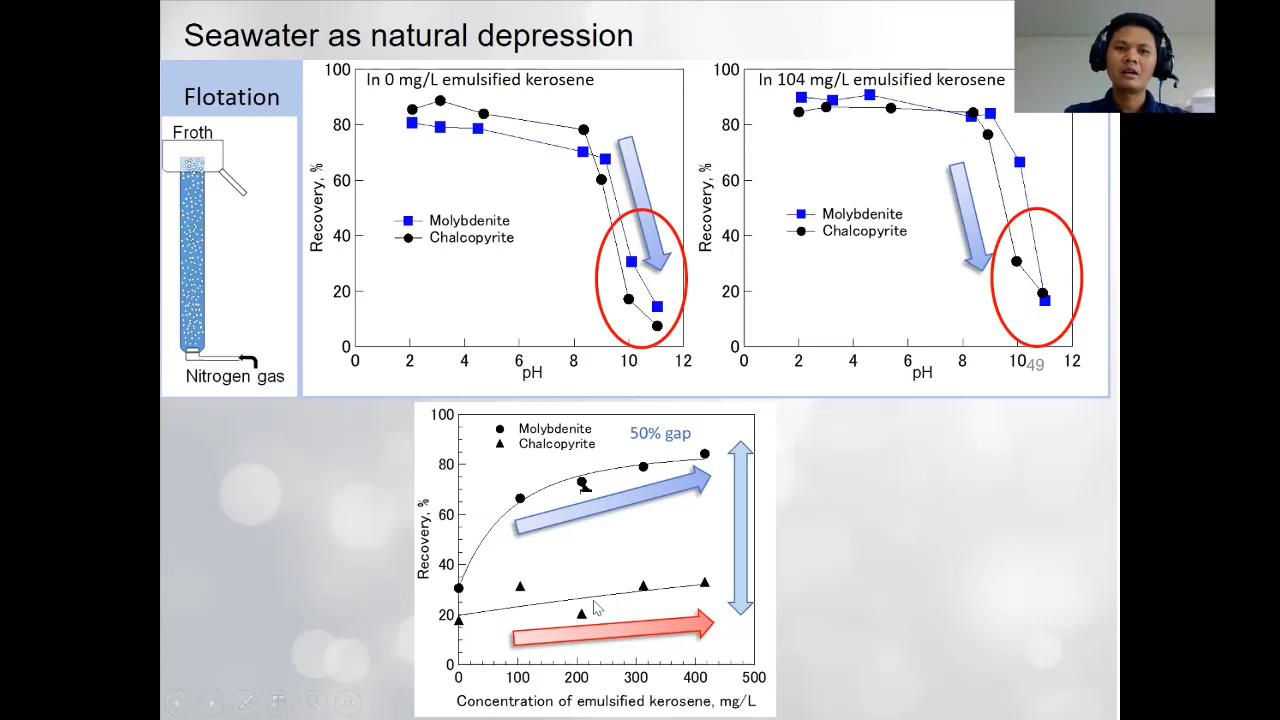 Seawater as natural depression
Flotation
Froth
Nitrogen gas
In 0 mg/L emulsified kerosene
100
80
60
40
20
0
Recovery, %
Molybdenite
Chalcopyrite
0 2 4 6 8 10 12
pH
In 104 mg/L emulsified kerosene
100
80
60
40
20
0
Recovery, %
Molybdenite
Chalcopyrite
0 2 4 6 8 10 12
pH
49
100
80
60
40
20
0
Recovery, %
Molybdenite
Chalcopyrite
50% gap
0 100 200 300 400 500
Concentration of emulsified kerosene, mg/L